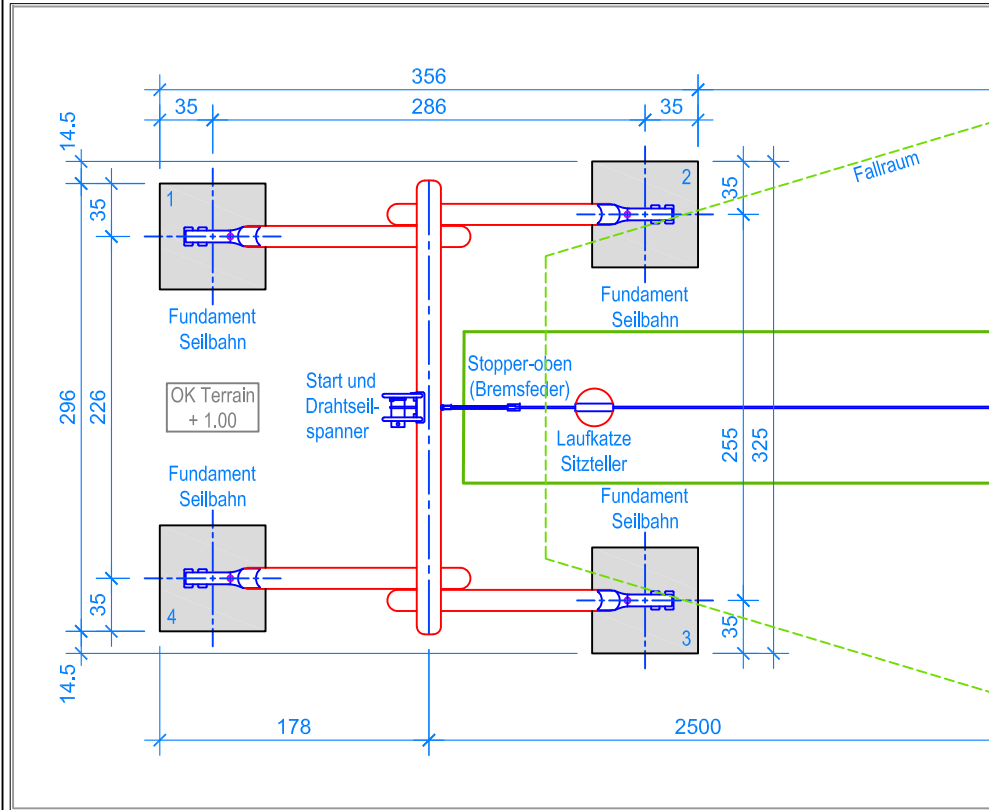 356
35
286
35
14.5
35
1
2
35
Fallraum
Fundament
Seilbahn
Fundament
Seilbahn
OK Terrain
+ 1.00
Start und
Drahtseil-
spanner
Stopper-oben
(Bremsfeder)
Laufkatze
Sitzteller
296
226
255
325
Fundament
Seilbahn
Fundament
Seilbahn
35
4
3
35
14.5
178
2500